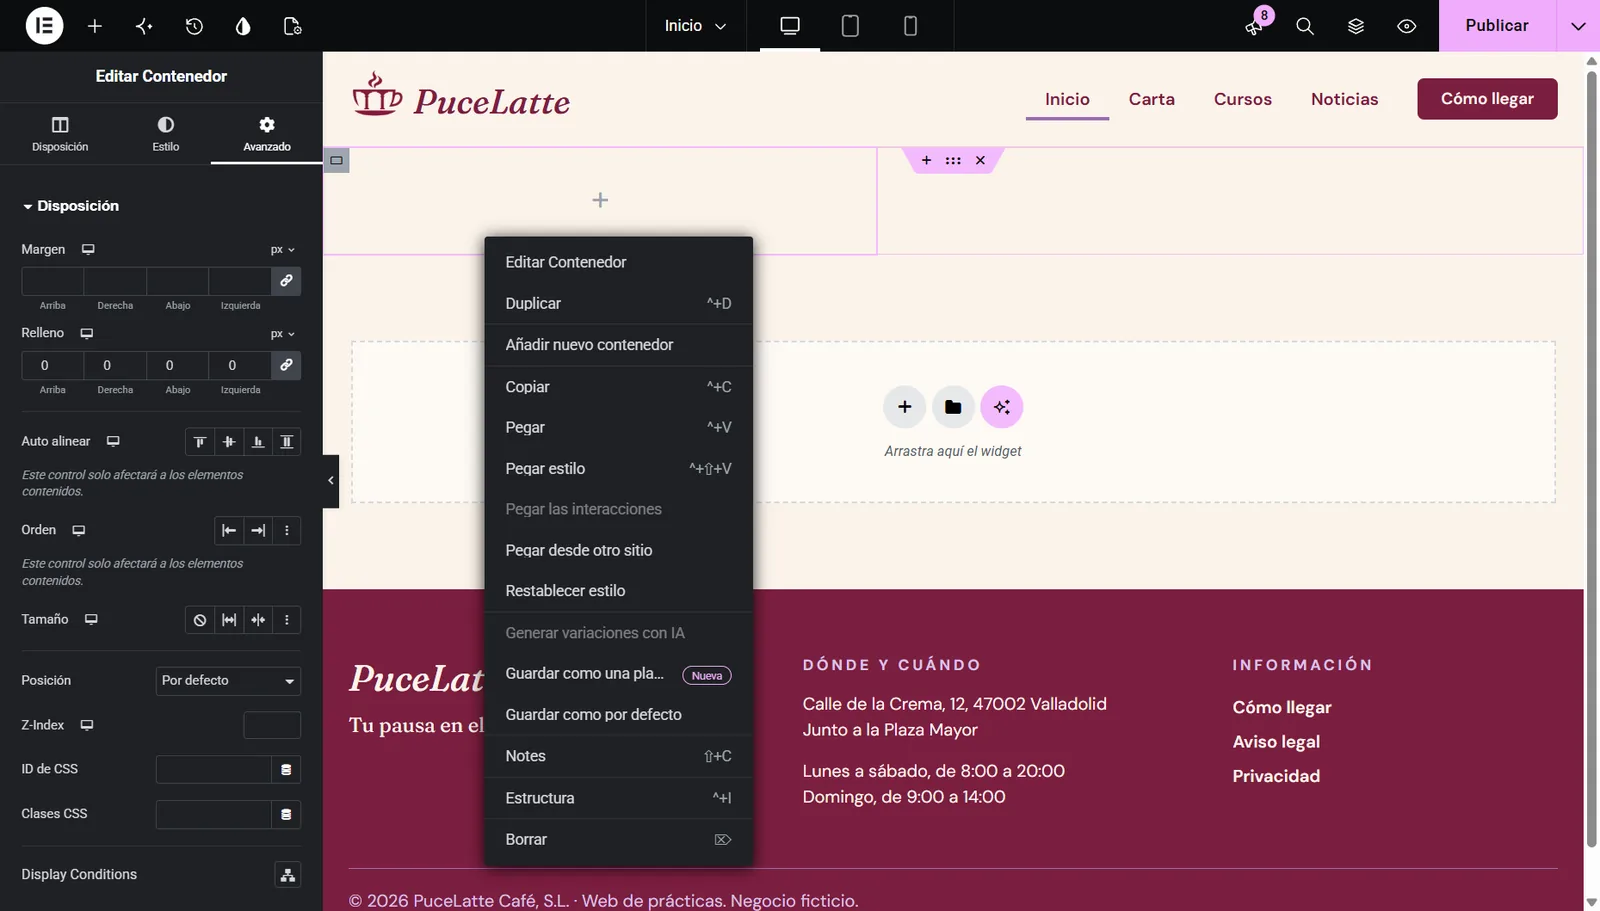 Inicio
8
Publicar
Editar Contenedor
Disposición
Estilo
Avanzado
Disposición
Margen
px
Arriba
Derecha
Abajo
Izquierda
Relleno
px
0
0
0
0
Arriba
Derecha
Abajo
Izquierda
Auto alinear
Este control solo afectará a los elementos
contenidos.
Orden
Este control solo afectará a los elementos
contenidos.
Tamaño
Posición
Por defecto
Z-Index
ID de CSS
Clases CSS
Display Conditions
PuceLatte
Inicio
Carta
Cursos
Noticias
Cómo llegar
Editar Contenedor
Duplicar ^+D
Añadir nuevo contenedor
Copiar ^+C
Pegar ^+V
Pegar estilo ^+⇧+V
Pegar las interacciones
Pegar desde otro sitio
Restablecer estilo
Generar variaciones con IA
Guardar como una pla... Nueva
Guardar como por defecto
Notes ⇧+C
Estructura ^+I
Borrar ⌦
Arrastra aquí el widget
PuceLat
Tu pausa en el
DÓNDE Y CUÁNDO
Calle de la Crema, 12, 47002 Valladolid
Junto a la Plaza Mayor
Lunes a sábado, de 8:00 a 20:00
Domingo, de 9:00 a 14:00
INFORMACIÓN
Cómo llegar
Aviso legal
Privacidad
© 2026 PuceLatte Café, S.L. · Web de prácticas. Negocio ficticio.